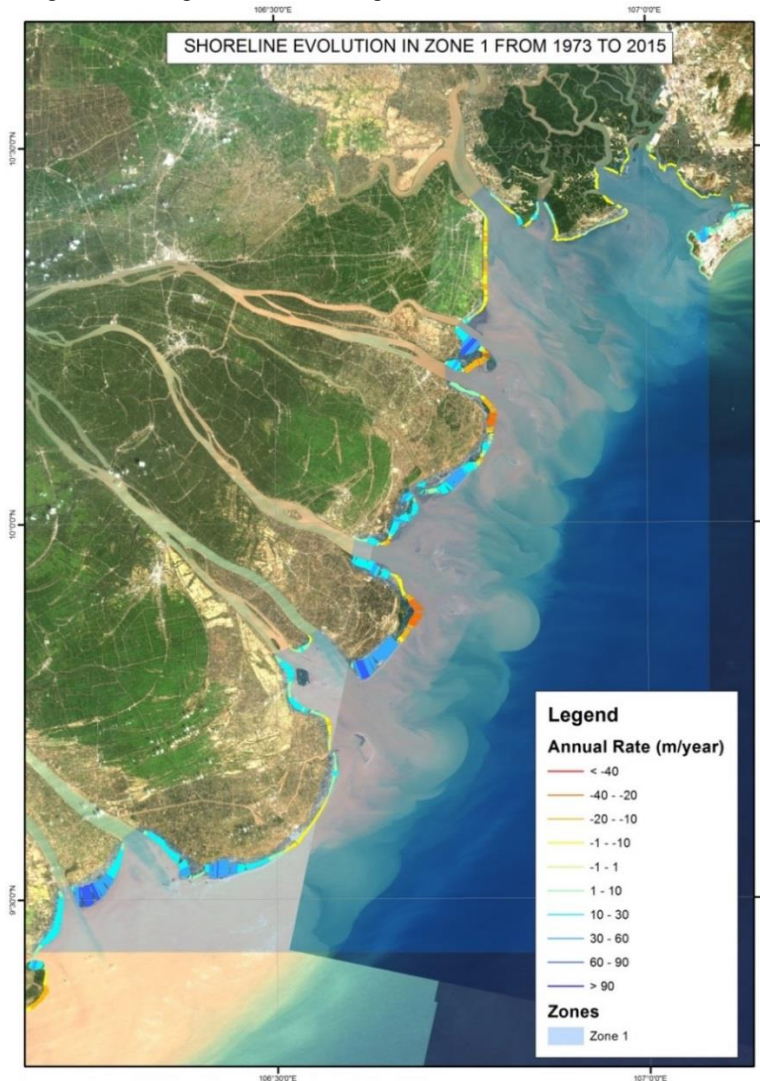 106°30'0"E
107°0'0"E
SHORELINE EVOLUTION IN ZONE 1 FROM 1973 TO 2015
10°30'0"N
10°0'0"N
9°30'0"N
Legend
Annual Rate (m/year)
< -40
-40 - -20
-20 - -10
-1 - -10
-1 - 1
1 - 10
10 - 30
30 - 60
60 - 90
> 90
Zones
Zone 1
106°30'0"E
107°0'0"E